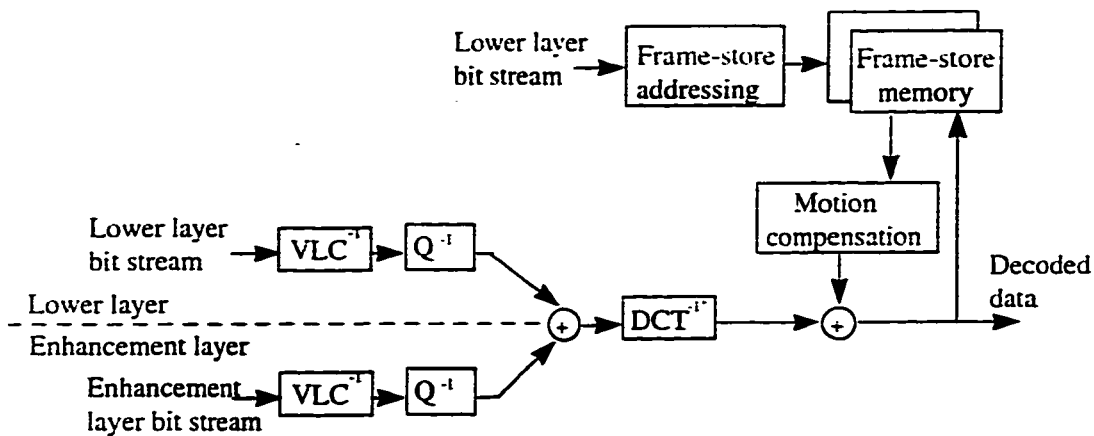 Lower layer
bit stream
Frame-store
addressing
Frame-store
memory
Motion
compensation
Lower layer
bit stream
VLC -1
Q -1
Decoded
data
Lower layer
+
DCT -1
+
Enhancement layer
Enhancement
layer bit stream
VLC -1
Q -1